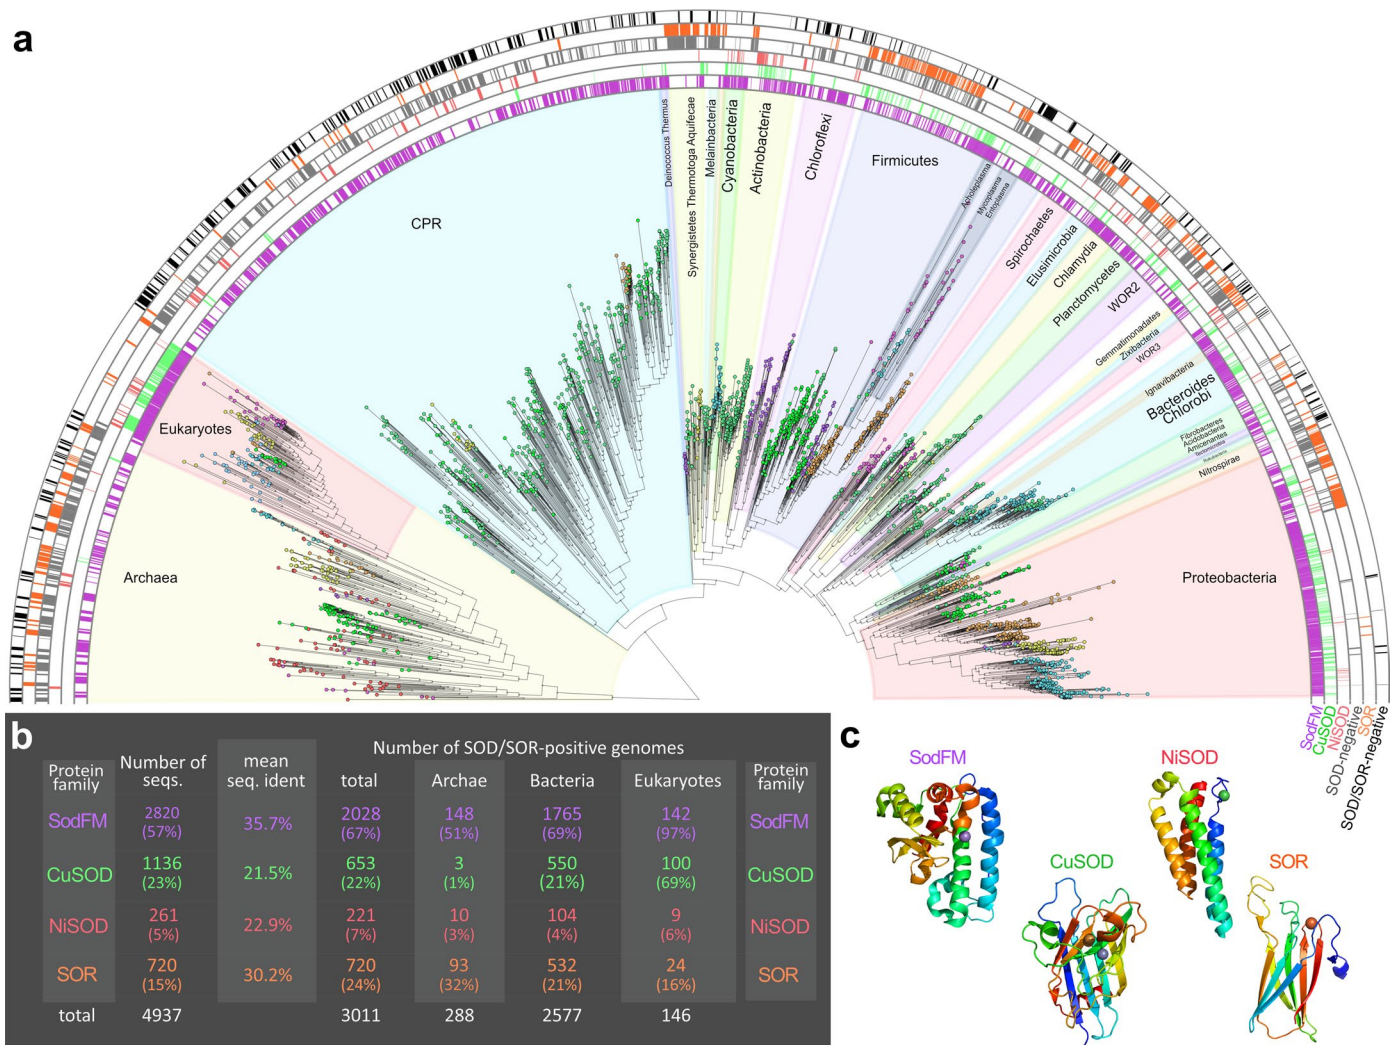 a
CPR
Eukaryotes
Archaea
Deinococcus Thermus
Synergistetes Thermotoga Aquifecae
Melainbacteria
Cyanobacteria
Actinobacteria
Chloroflexi
Firmicutes
Acholeplasma
Mycoplasma
Entoplasma
Spirochaetes
Elusimicrobia
Chlamydia
Planctomycetes
WOR2
Gemmatimonadates
Zixibacteria
WOR3
Ignavibacteria
Bacteroides
Chlorobi
Fibrobacteres
Acidobacteria
Amicenantes
Nitrospirae
Proteobacteria
SodFM
CuSOD
NiSOD
SOD-negative
SOR
SOD/SOR-negative
b
Number of SOD/SOR-positive genomes
Protein family
Number of seqs.
mean seq. ident
total
Archae
Bacteria
Eukaryotes
Protein family
SodFM 2820 (57%) 35.7% 2028 (67%) 148 (51%) 1765 (69%) 142 (97%) SodFM
CuSOD 1136 (23%) 21.5% 653 (22%) 3 (1%) 550 (21%) 100 (69%) CuSOD
NiSOD 261 (5%) 22.9% 221 (7%) 10 (3%) 104 (4%) 9 (6%) NiSOD
SOR 720 (15%) 30.2% 720 (24%) 93 (32%) 532 (21%) 24 (16%) SOR
total 4937 3011 288 2577 146
c
SodFM
NiSOD
CuSOD
SOR